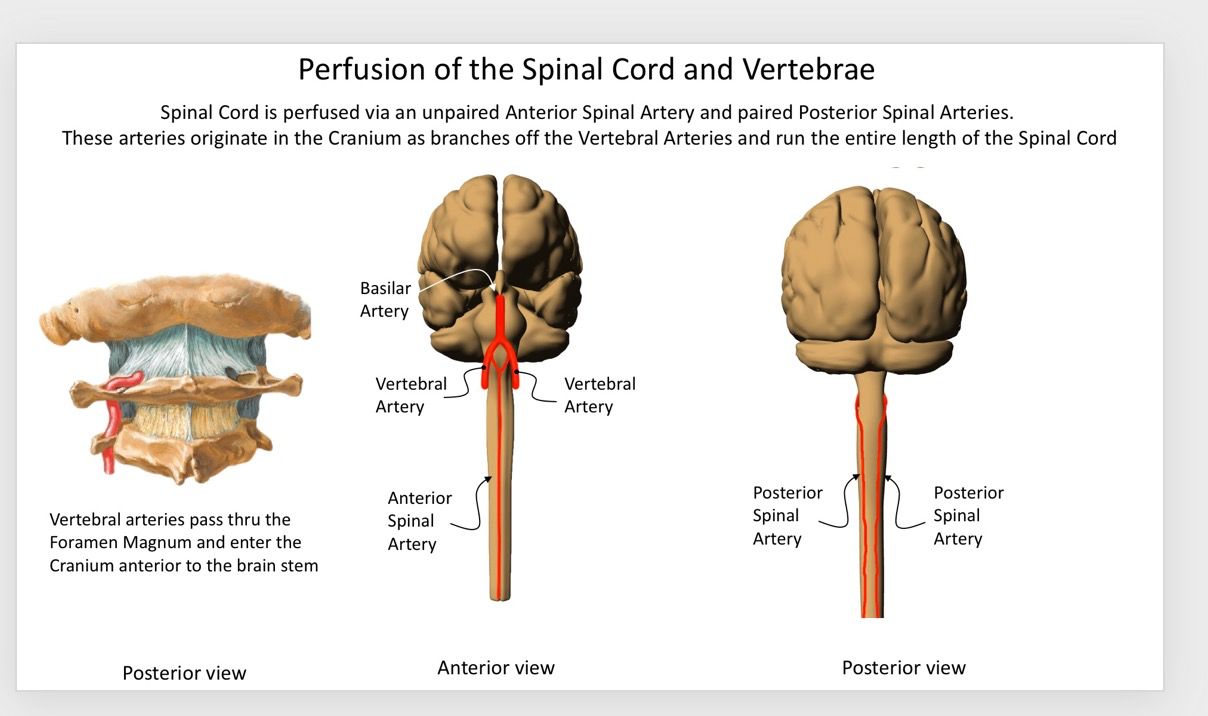 Perfusion of the Spinal Cord and Vertebrae
Spinal Cord is perfused via an unpaired Anterior Spinal Artery and paired Posterior Spinal Arteries.
These arteries originate in the Cranium as branches off the Vertebral Arteries and run the entire length of the Spinal Cord
Vertebral arteries pass thru the
Foramen Magnum and enter the
Cranium anterior to the brain stem
Posterior view
Basilar
Artery
Vertebral
Artery
Vertebral
Artery
Anterior
Spinal
Artery
Anterior view
Posterior
Spinal
Artery
Posterior
Spinal
Artery
Posterior view